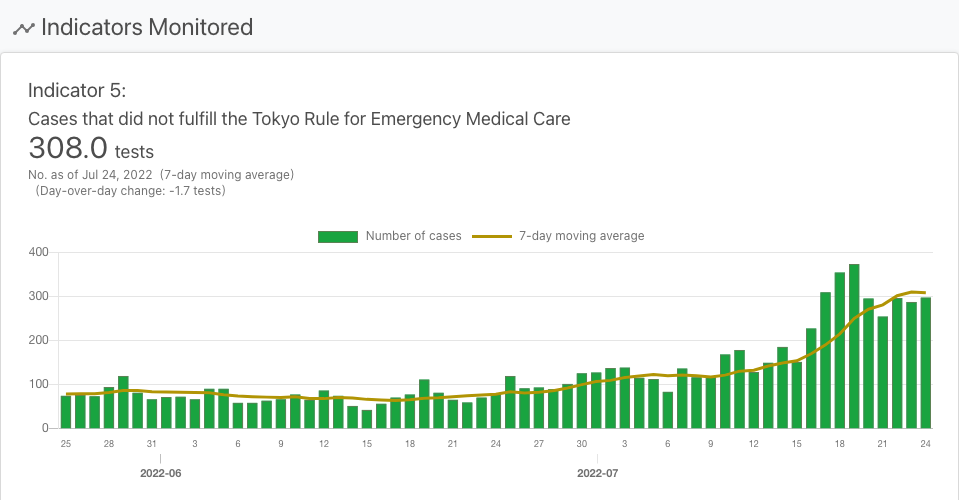 Indicators Monitored
Indicator 5:
Cases that did not fulfill the Tokyo Rule for Emergency Medical Care
308.0 tests
No. as of Jul 24, 2022 (7-day moving average)
(Day-over-day change: -1.7 tests)
Number of cases 7-day moving average
400
300
200
100
0
25 28 31 3 6 9 12 15 18 21 24 27 30 3 6 9 12 15 18 21 24
2022-06 2022-07